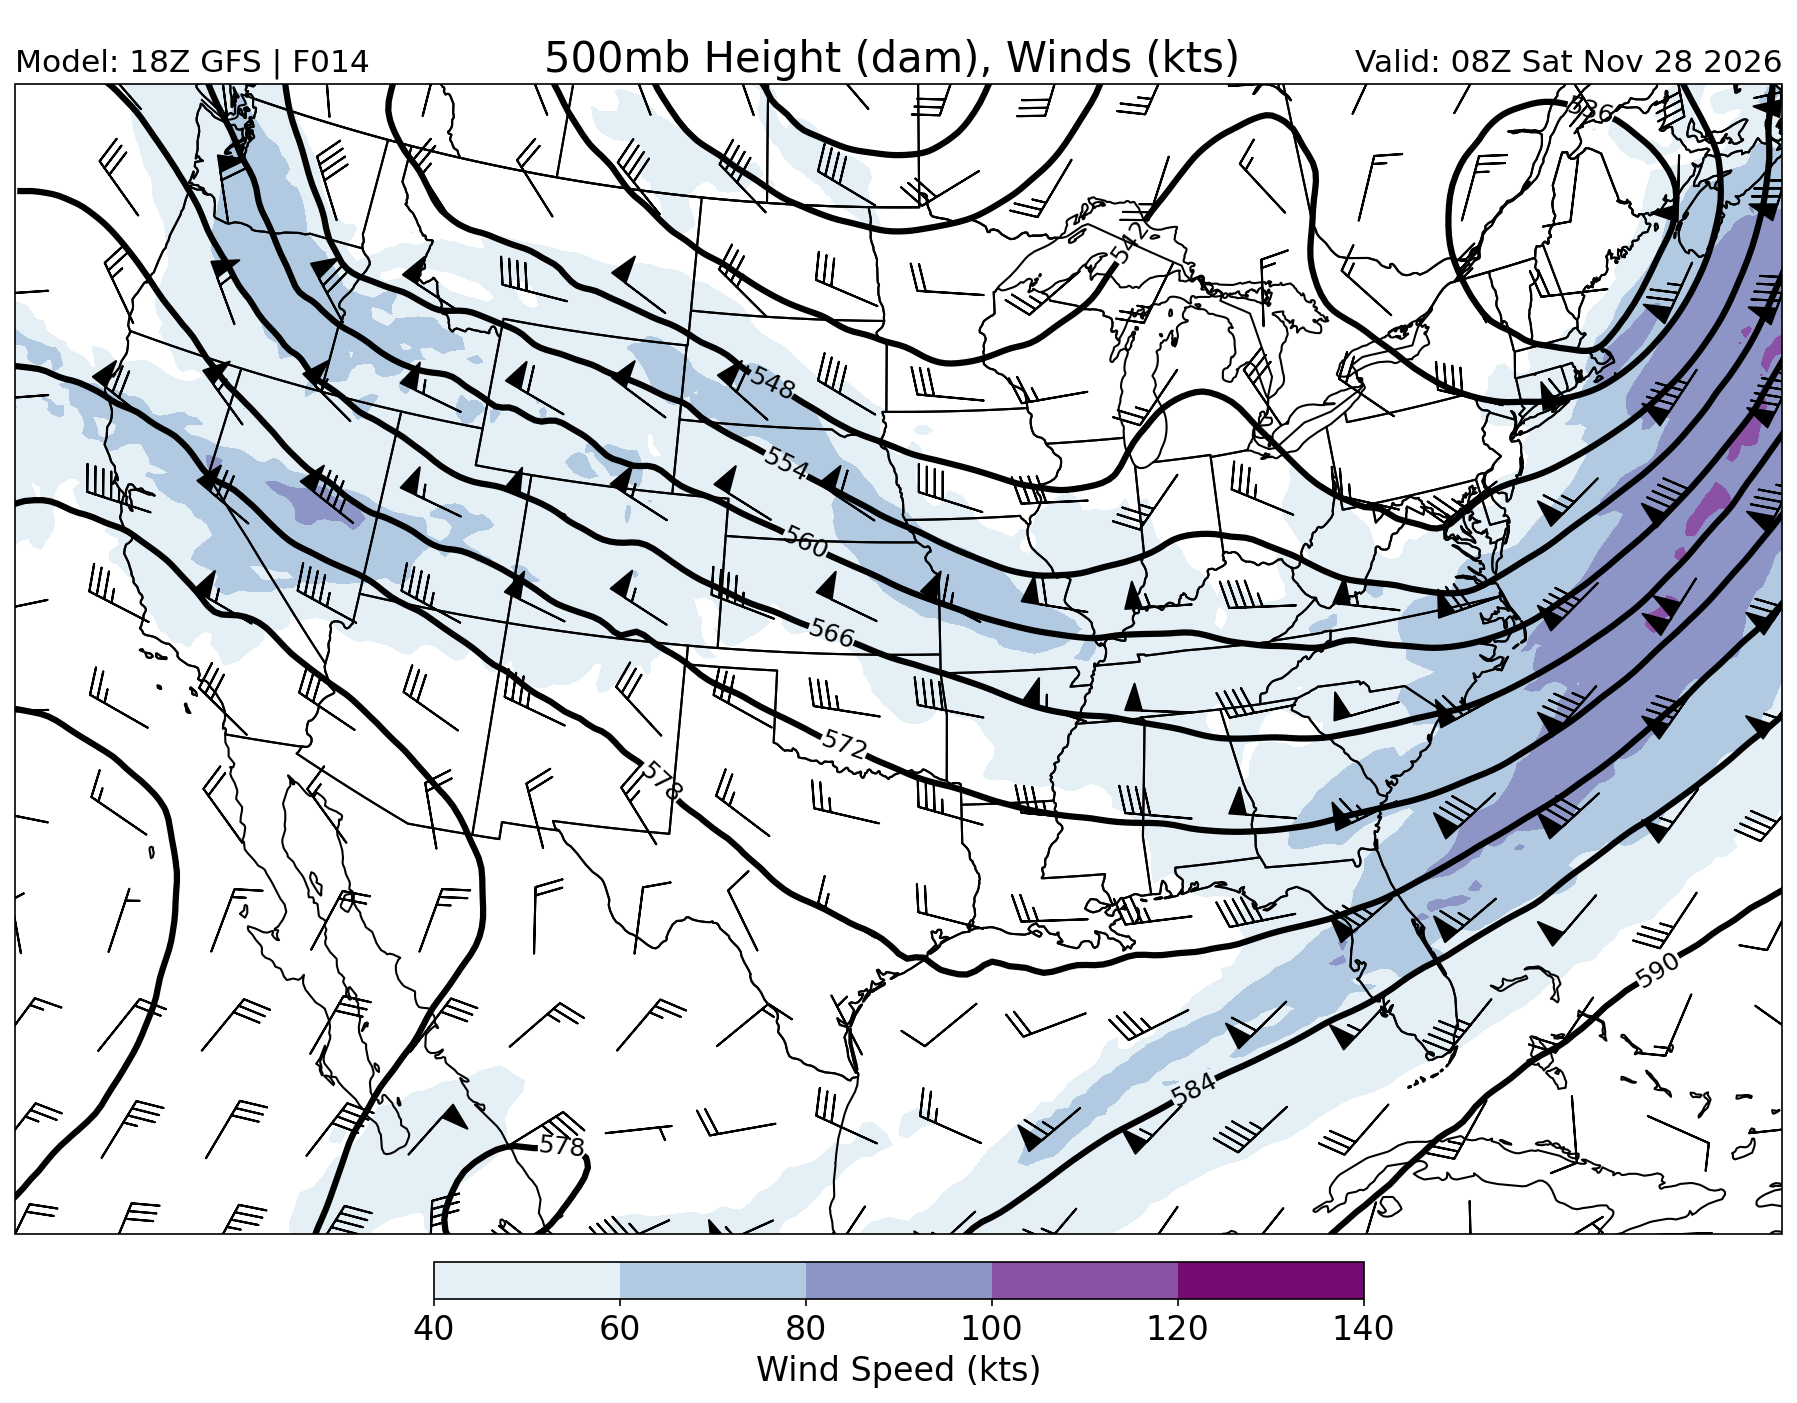 Model: 18Z GFS | F014
500mb Height (dam), Winds (kts)
Valid: 08Z Sat Nov 28 2026
536
542
548
554
560
566
572
578
590
584
578
40 60 80 100 120 140
Wind Speed (kts)